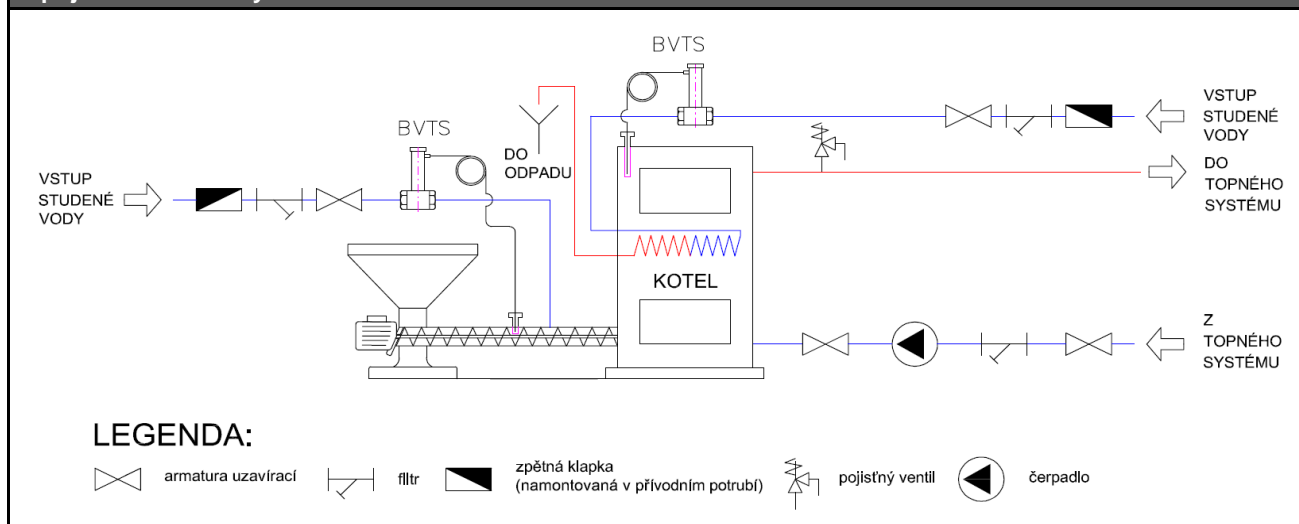 BVTS
BVTS
DO
ODPADU
VSTUP
STUDENÉ
VODY
VSTUP
STUDENÉ
VODY
DO
TOPNÉHO
SYSTÉMU
KOTEL
Z
TOPNÉHO
SYSTÉMU
LEGENDA:
armatura uzavírací
filtr
zpětná klapka
(namontovaná v přívodním potrubí)
pojisťný ventil
čerpadlo